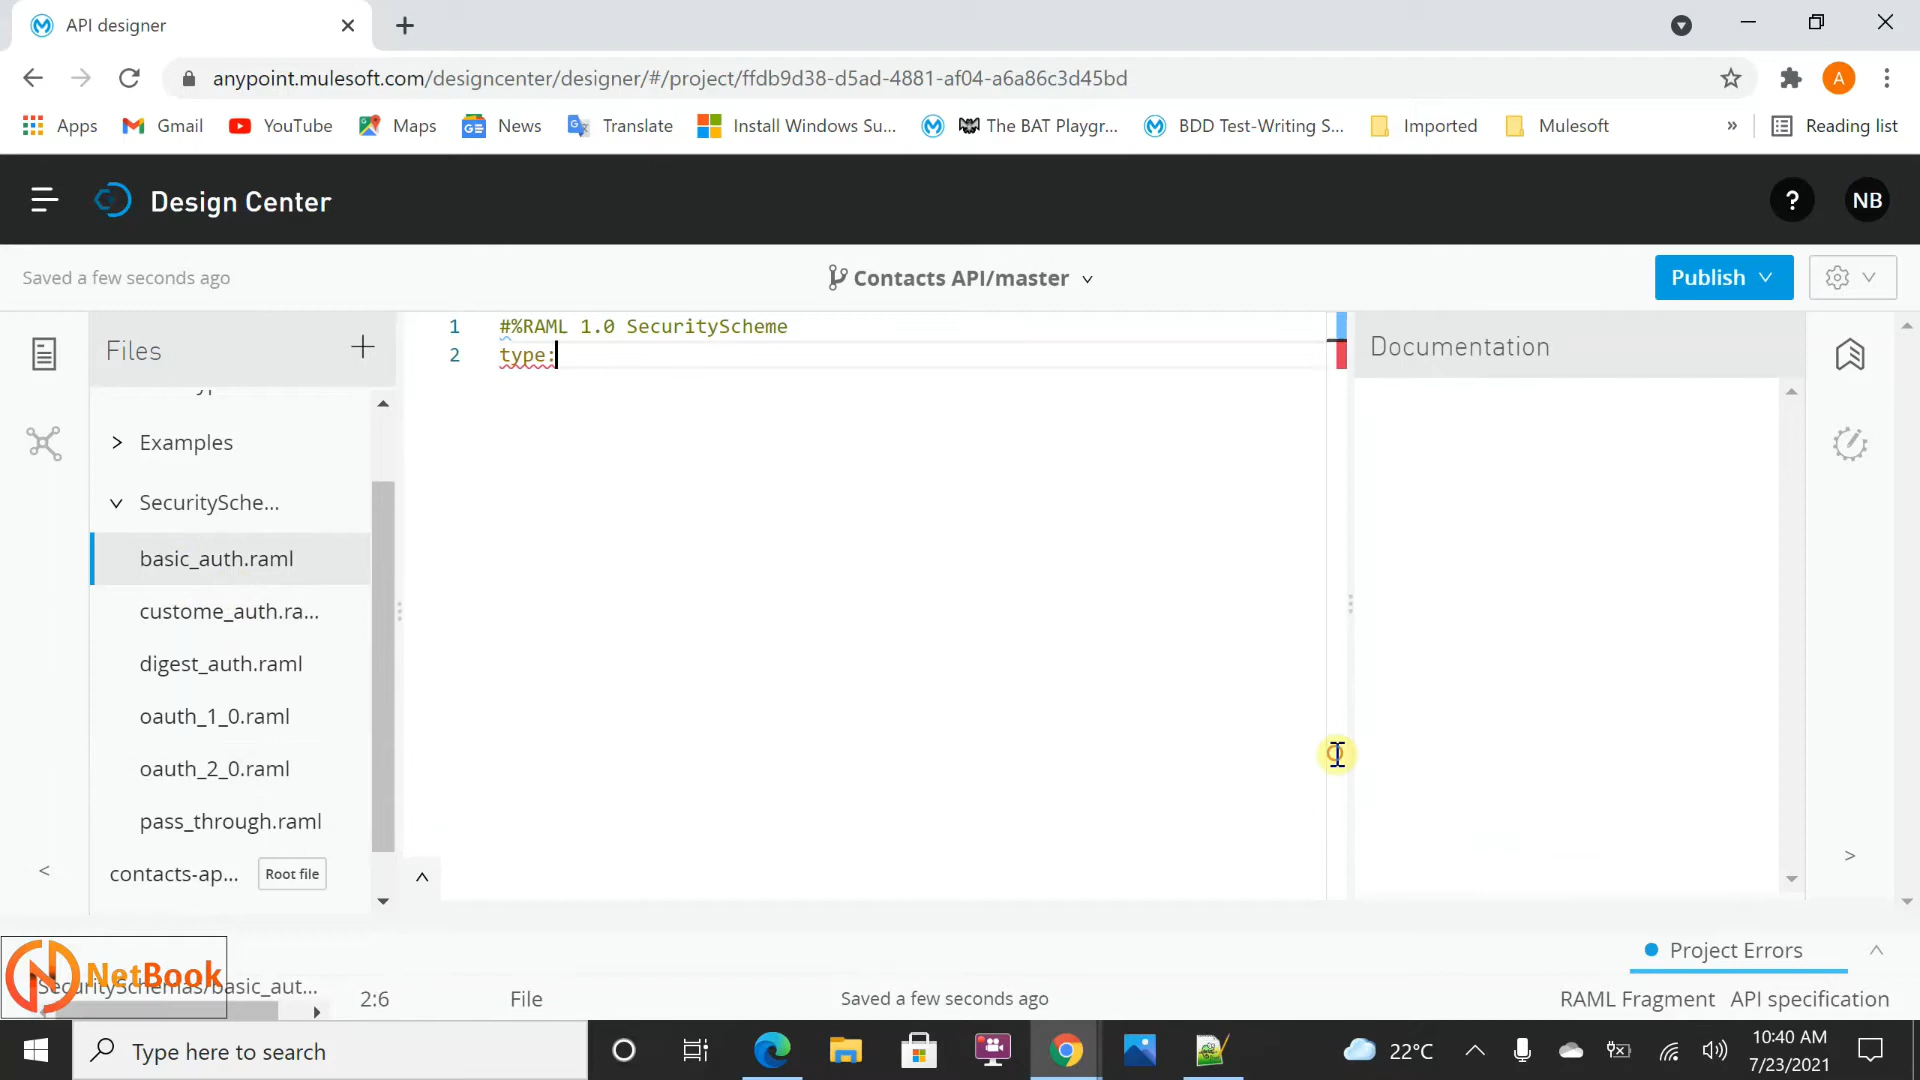 API designer
anypoint.mulesoft.com/designcenter/designer/#/project/ffdb9d38-d5ad-4881-af04-a6a86c3d45bd
A
Apps
Gmail
YouTube
Maps
News
Translate
Install Windows Su...
The BAT Playgr...
BDD Test-Writing S...
Imported
Mulesoft
»
Reading list
Design Center
?
NB
Saved a few seconds ago
Contacts API/master
Publish
Files
1 #%RAML 1.0 SecurityScheme
2 type:
Documentation
Examples
SecuritySche...
basic_auth.raml
custome_auth.ra...
digest_auth.raml
oauth_1_0.raml
oauth_2_0.raml
pass_through.raml
contacts-ap...
Root file
Project Errors
NetBook
SecuritySchemas/basic_aut...
2:6
File
Saved a few seconds ago
RAML Fragment
API specification
Type here to search
22°C
10:40 AM
7/23/2021